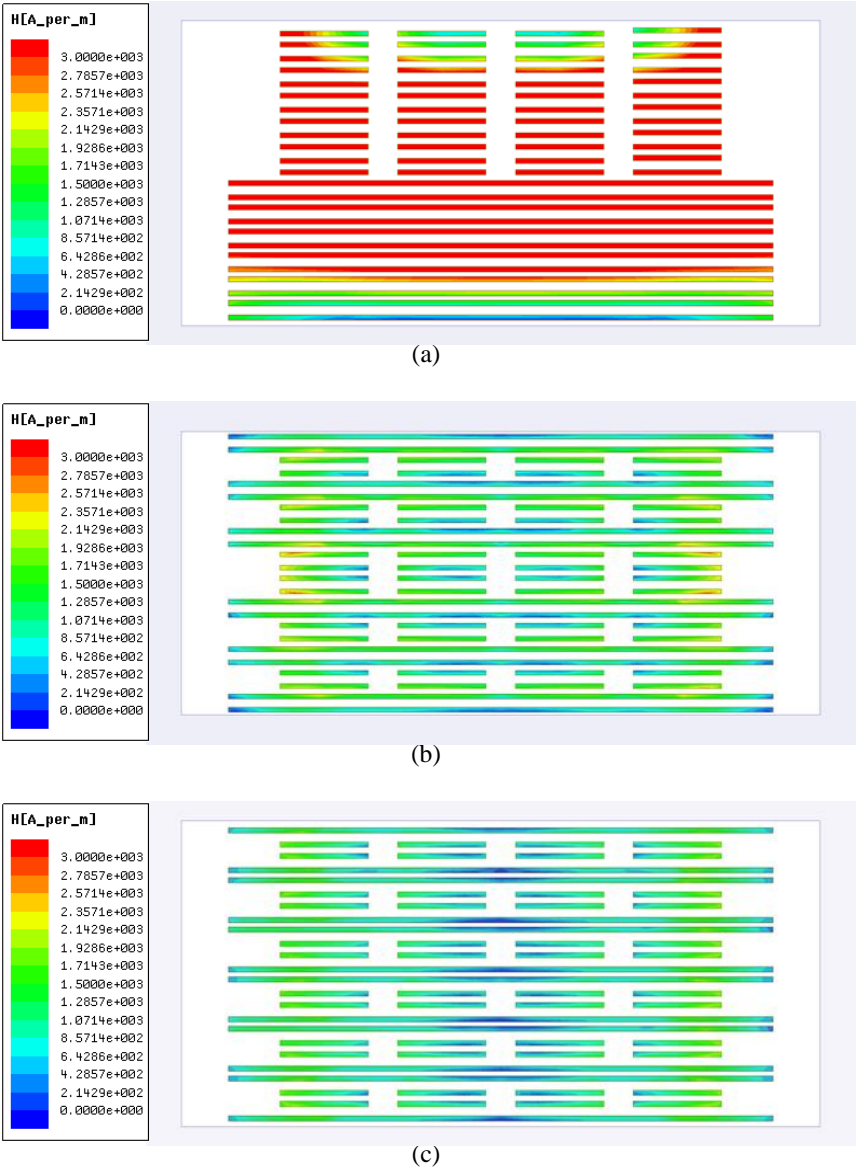 H[A_per_m]
3.0000e+003
2.7857e+003
2.5714e+003
2.3571e+003
2.1429e+003
1.9286e+003
1.7143e+003
1.5000e+003
1.2857e+003
1.0714e+003
8.5714e+002
6.4286e+002
4.2857e+002
2.1429e+002
0.0000e+000
(a)
H[A_per_m]
3.0000e+003
2.7857e+003
2.5714e+003
2.3571e+003
2.1429e+003
1.9286e+003
1.7143e+003
1.5000e+003
1.2857e+003
1.0714e+003
8.5714e+002
6.4286e+002
4.2857e+002
2.1429e+002
0.0000e+000
(b)
H[A_per_m]
3.0000e+003
2.7857e+003
2.5714e+003
2.3571e+003
2.1429e+003
1.9286e+003
1.7143e+003
1.5000e+003
1.2857e+003
1.0714e+003
8.5714e+002
6.4286e+002
4.2857e+002
2.1429e+002
0.0000e+000
(c)